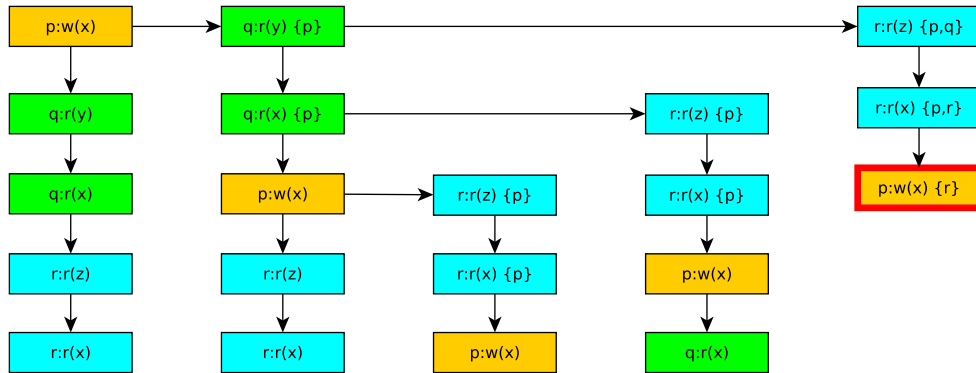 p:w(x)
q:r(y) {p}
r:r(z) {p,q}
q:r(y)
q:r(x) {p}
r:r(z) {p}
r:r(x) {p,r}
q:r(x)
p:w(x)
r:r(z) {p}
r:r(x) {p}
p:w(x) {r}
r:r(z)
r:r(z)
r:r(x) {p}
p:w(x)
r:r(x)
r:r(x)
p:w(x)
q:r(x)